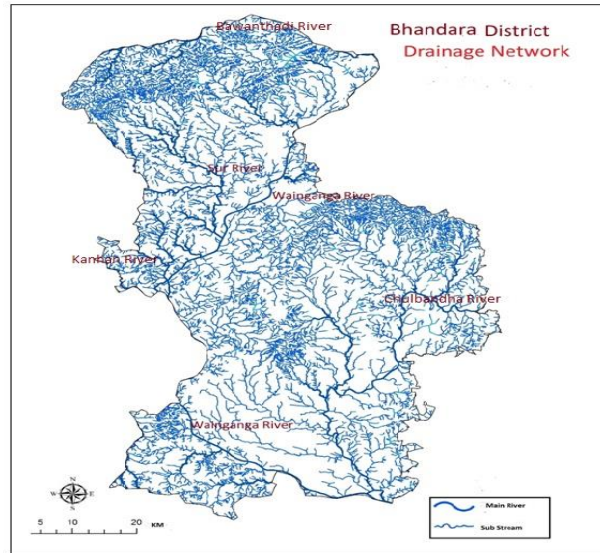 Bawanthadi River
Bhandara District
Drainage Network
Sur River
Wainganga River
Kanhan River
Chulbandha River
Wainganga River
N
W E
S
5 10 20 KM
Main River
Sub Stream